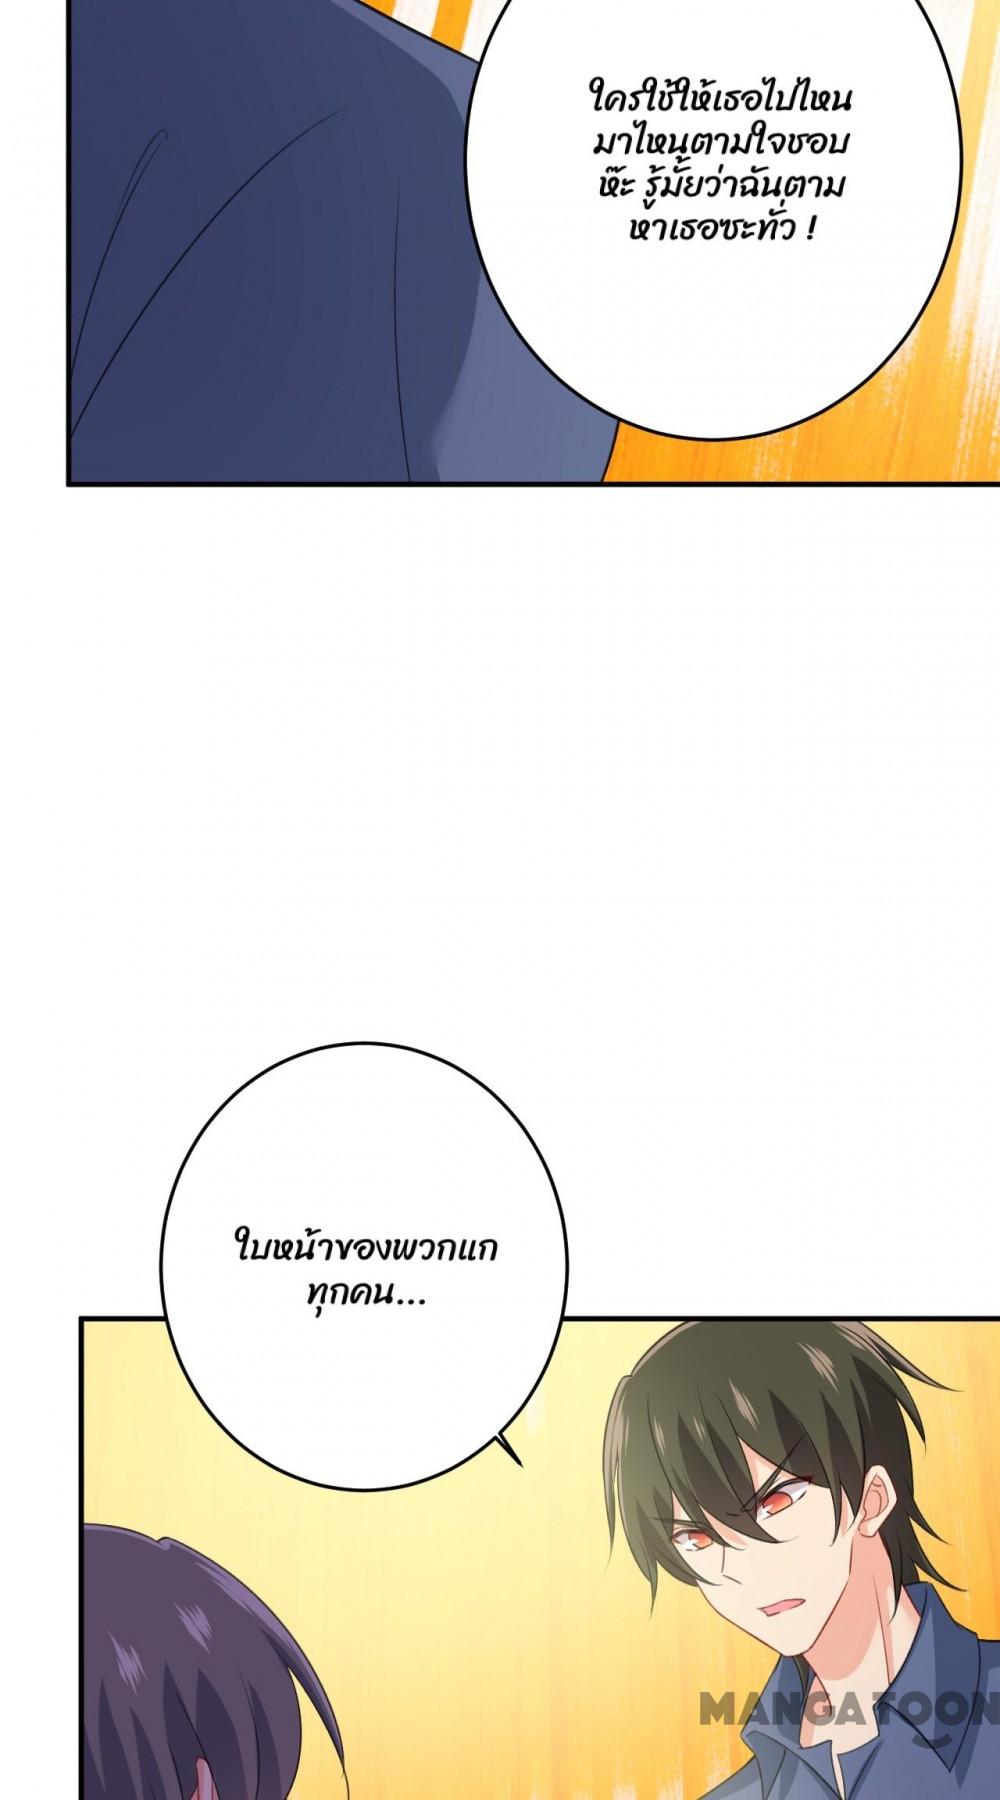 ใครใช้ให้เธอไปไหน
มาไหนตามใจชอบ
ห๊ะ รู้มั้ยว่าฉันตาม
หาเธอซะทั่ว !
ใบหน้าของพวกแก
ทุกคน...
MANGATOON